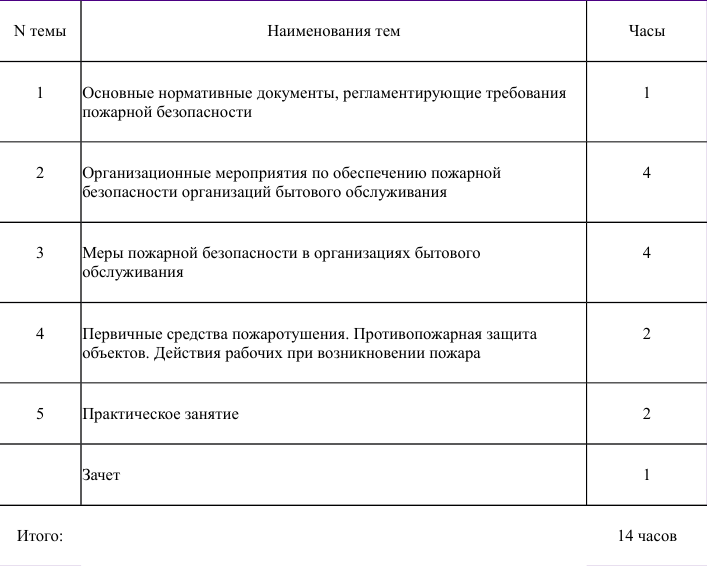 N темы Наименования тем Часы
1 Основные нормативные документы, регламентирующие требования 1
пожарной безопасности
2 Организационные мероприятия по обеспечению пожарной 4
безопасности организаций бытового обслуживания
3 Меры пожарной безопасности в организациях бытового 4
обслуживания
4 Первичные средства пожаротушения. Противопожарная защита 2
объектов. Действия рабочих при возникновении пожара
5 Практическое занятие 2
Зачет 1
Итого: 14 часов